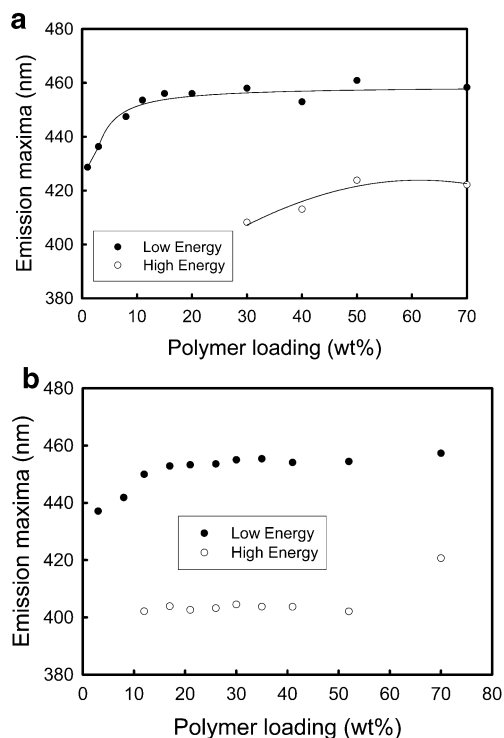 a
480
460
440
420
400
380
Emission maxima (nm)
Low Energy
High Energy
0 10 20 30 40 50 60 70
Polymer loading (wt%)
b
480
460
440
420
400
380
Emission maxima (nm)
Low Energy
High Energy
0 10 20 30 40 50 60 70 80
Polymer loading (wt%)